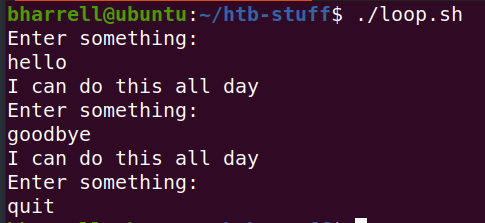 bharrell@ubuntu:~/htb-stuff$ ./loop.sh
Enter something:
hello
I can do this all day
Enter something:
goodbye
I can do this all day
Enter something:
quit